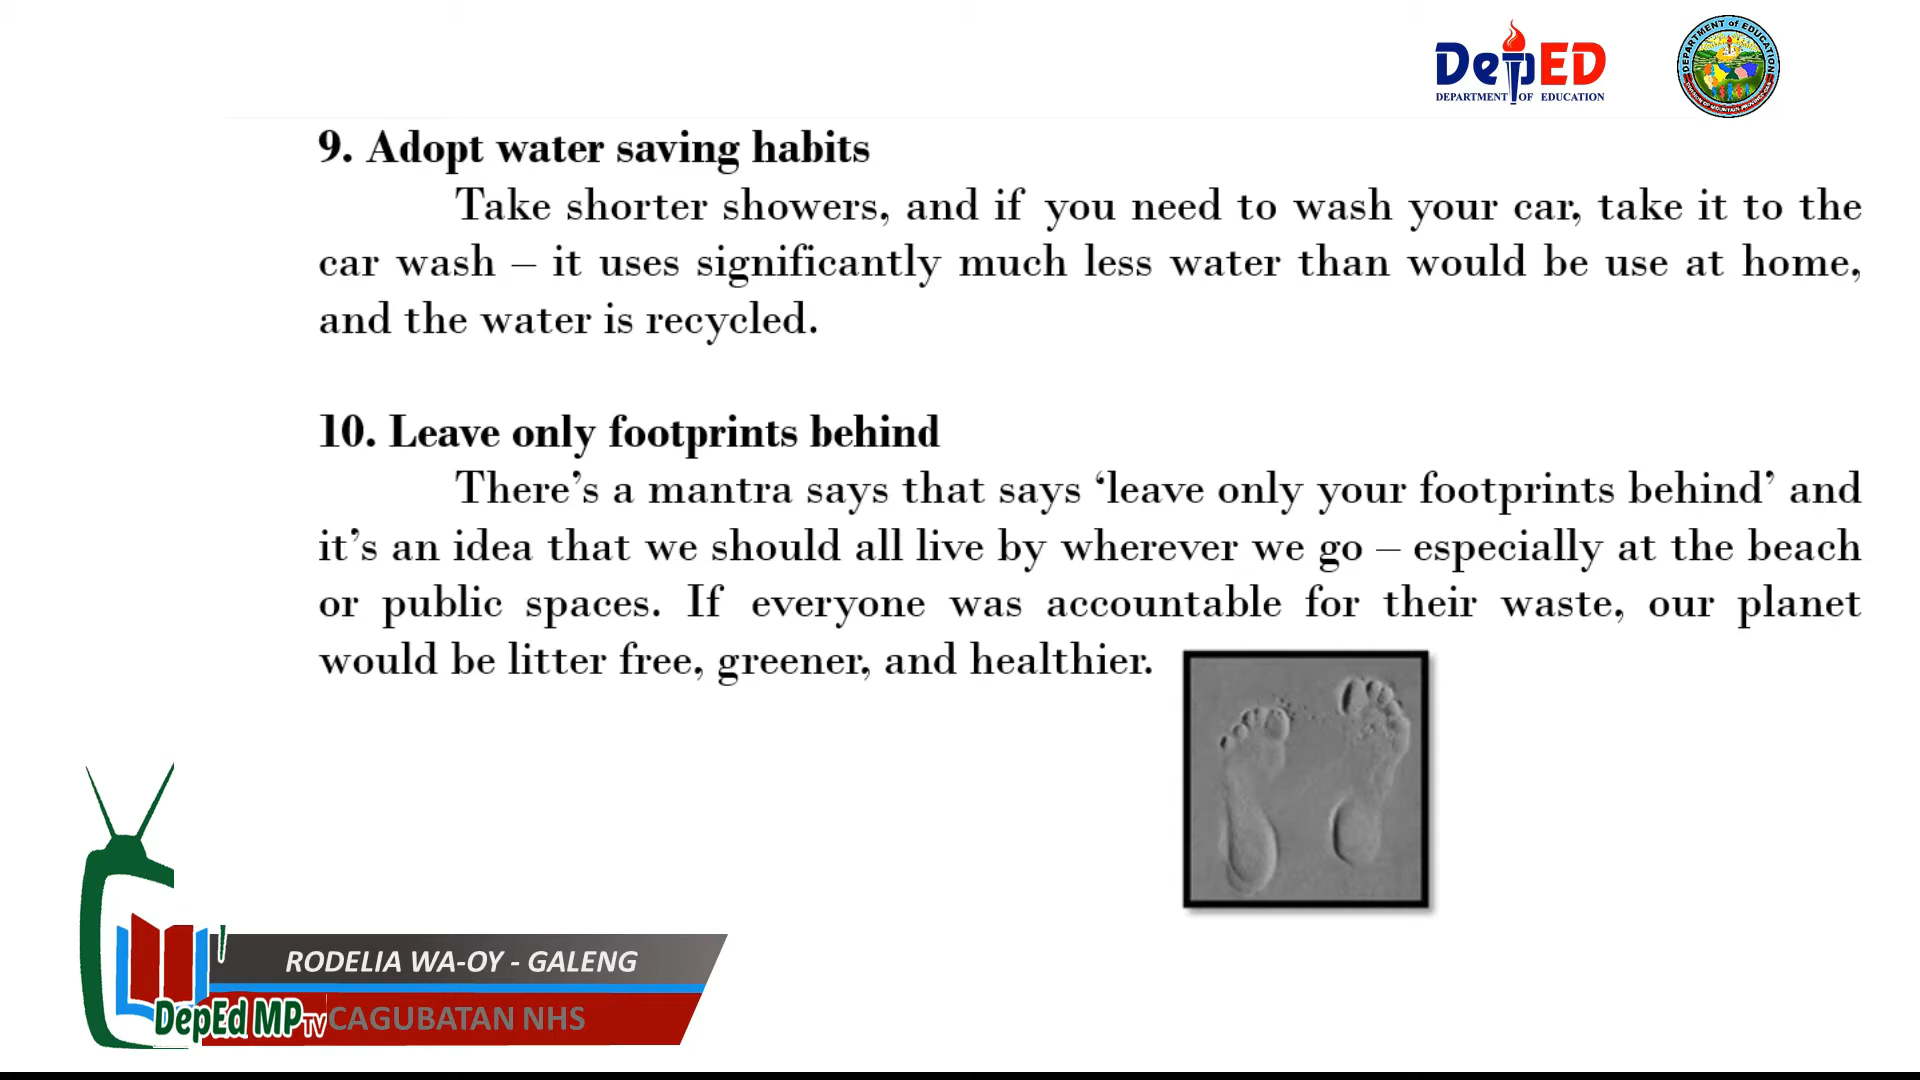 DepED
DEPARTMENT OF EDUCATION
DEPARTMENT of EDUCATION
9. Adopt water saving habits
Take shorter showers, and if you need to wash your car, take it to the
car wash – it uses significantly much less water than would be use at home,
and the water is recycled.
10. Leave only footprints behind
There’s a mantra says that says ‘leave only your footprints behind’ and
it’s an idea that we should all live by wherever we go – especially at the beach
or public spaces. If everyone was accountable for their waste, our planet
would be litter free, greener, and healthier.
RODELIA WA-OY - GALENG
DepEd MP TV
CAGUBATAN NHS